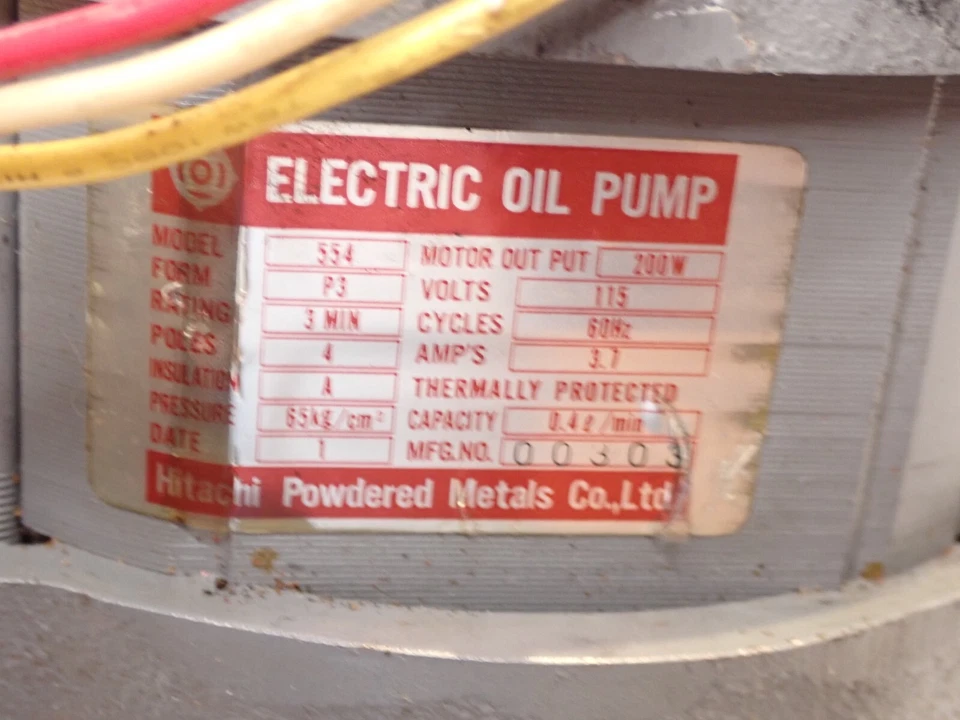 ELECTRIC OIL PUMP
MODEL 554 MOTOR OUT PUT 200W
FORM P3 VOLTS 115
RATING 3 MIN CYCLES 60Hz
POLES 4 AMP'S 3.7
INSULATION A THERMALLY PROTECTED
PRESSURE 65kg/cm² CAPACITY 0.4ℓ/min
DATE 1 MFG.NO. 00303
Hitachi Powdered Metals Co.,Ltd